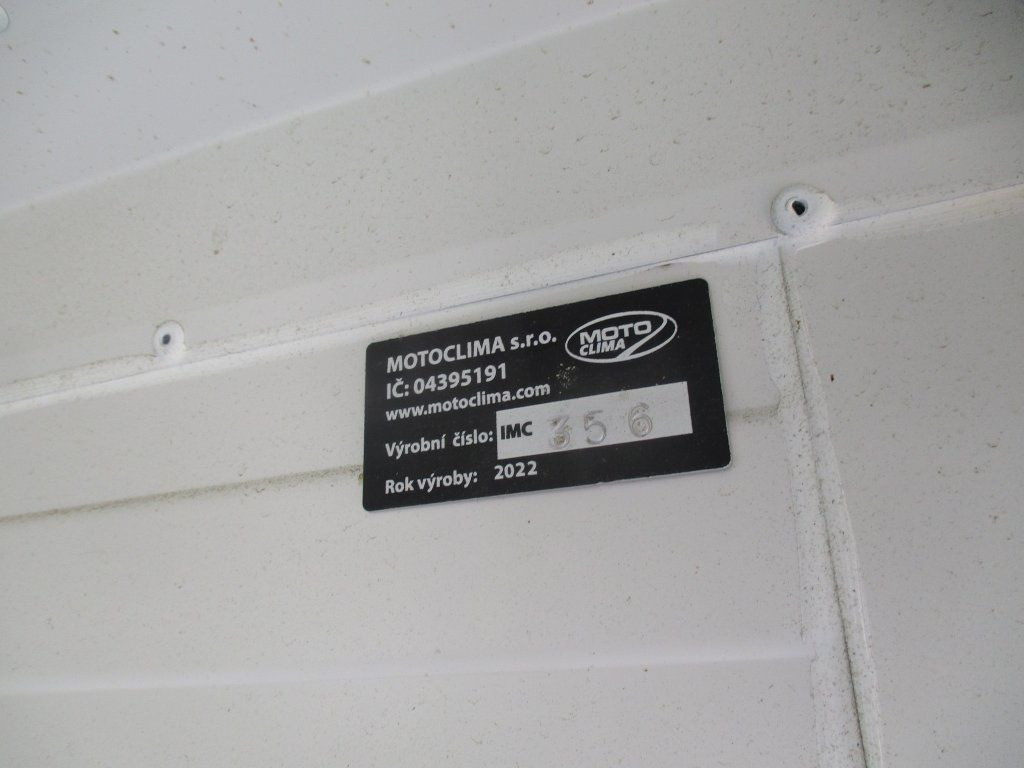 MOTOCLIMA s.r.o.
MOTO
CLIMA
IČ: 04395191
www.motoclima.com
Výrobní číslo: IMC 356
Rok výroby: 2022